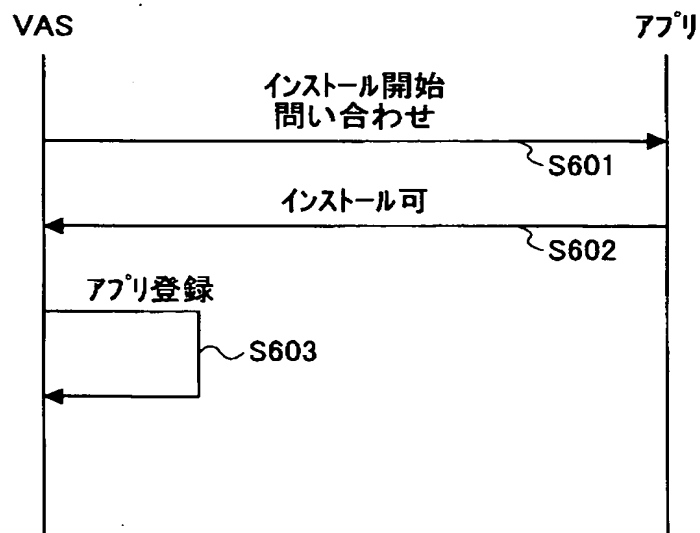 VAS
アプリ
インストール開始
問い合わせ
S601
インストール可
S602
アプリ登録
S603